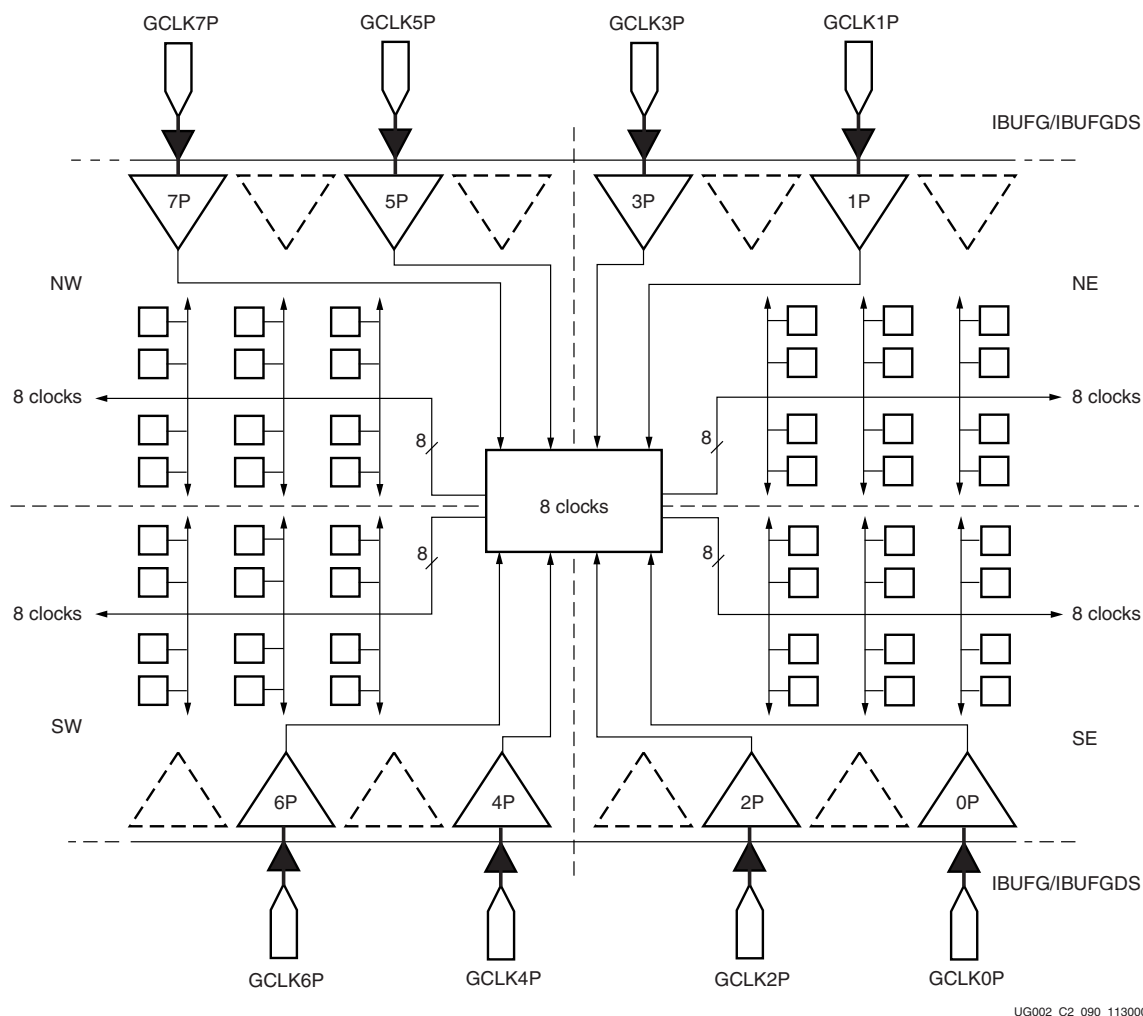 GCLK7P GCLK5P GCLK3P GCLK1P
IBUFG/IBUFGDS
7P 5P 3P 1P
NW NE
8 clocks 8 8 8 clocks
8 clocks
8 8
8 clocks 8 clocks
SW SE
6P 4P 2P 0P
IBUFG/IBUFGDS
GCLK6P GCLK4P GCLK2P GCLK0P